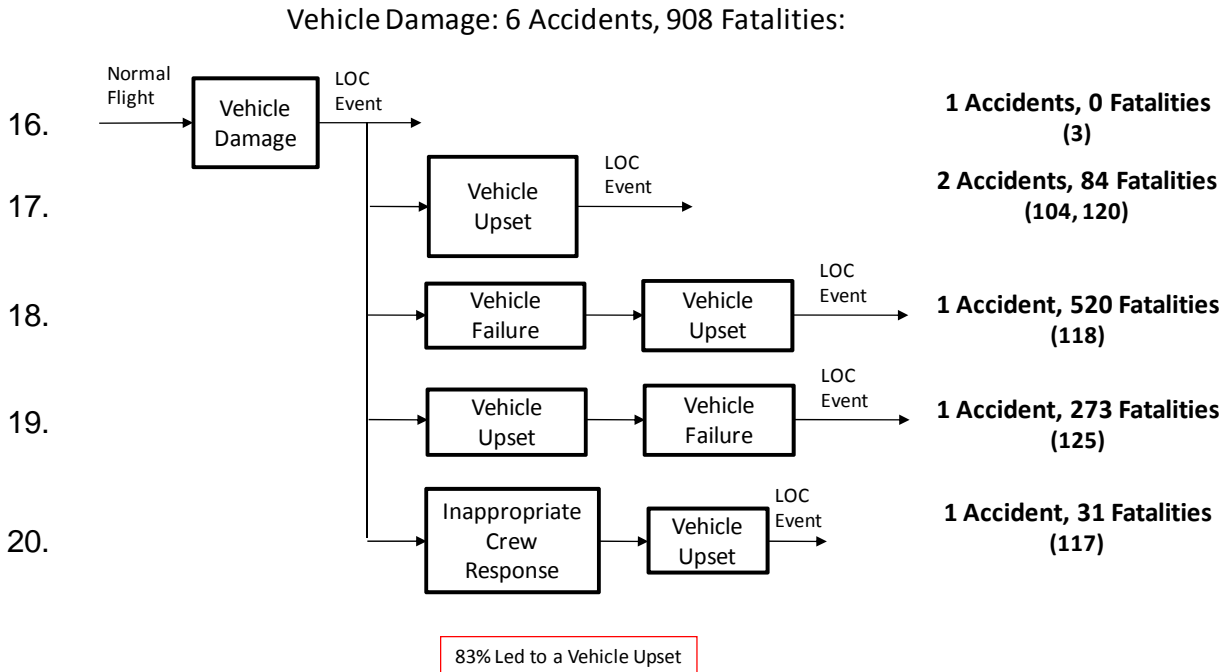 Vehicle Damage: 6 Accidents, 908 Fatalities:
16.
Normal
Flight
Vehicle
Damage
LOC
Event
1 Accidents, 0 Fatalities
(3)
17.
Vehicle
Upset
LOC
Event
2 Accidents, 84 Fatalities
(104, 120)
18.
Vehicle
Failure
Vehicle
Upset
LOC
Event
1 Accident, 520 Fatalities
(118)
19.
Vehicle
Upset
Vehicle
Failure
LOC
Event
1 Accident, 273 Fatalities
(125)
20.
Inappropriate
Crew
Response
Vehicle
Upset
LOC
Event
1 Accident, 31 Fatalities
(117)
83% Led to a Vehicle Upset